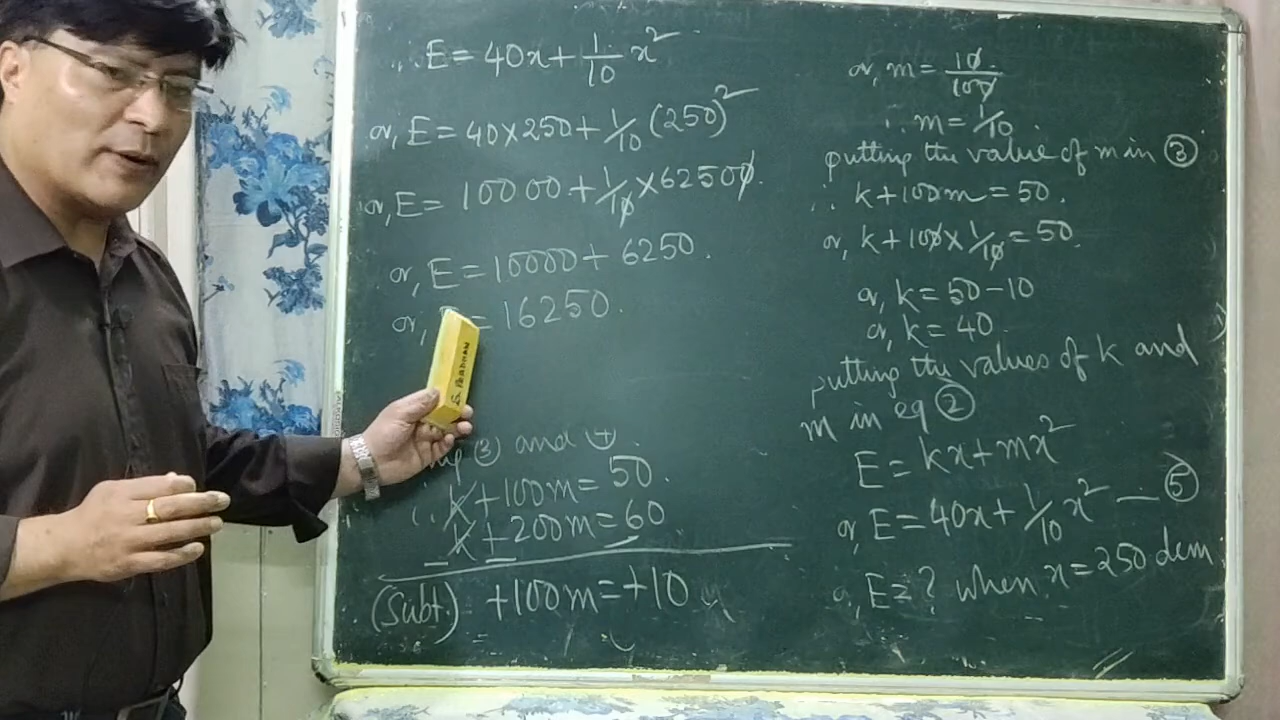 ∴ E = 40x + 1/10 x²
or, E = 40×250 + 1/10 (250)²
or, E = 10000 + 1/10 × 62500.
or, E = 10000 + 6250.
or, = 16250.
③ and 4.
∴ k + 100m = 50.
k + 200m = 60
− − −
(Subt.) +100m = +10
or, m = 10/100
∴ m = 1/10
putting the value of m in ③
∴ k + 100m = 50.
or, k + 100 × 1/10 = 50.
or, k = 50 − 10
or, k = 40.
putting the values of k and
m in eq ②
E = kx + mx²
or, E = 40x + 1/10 x² — ⑤
E = ? when x = 250 dcm